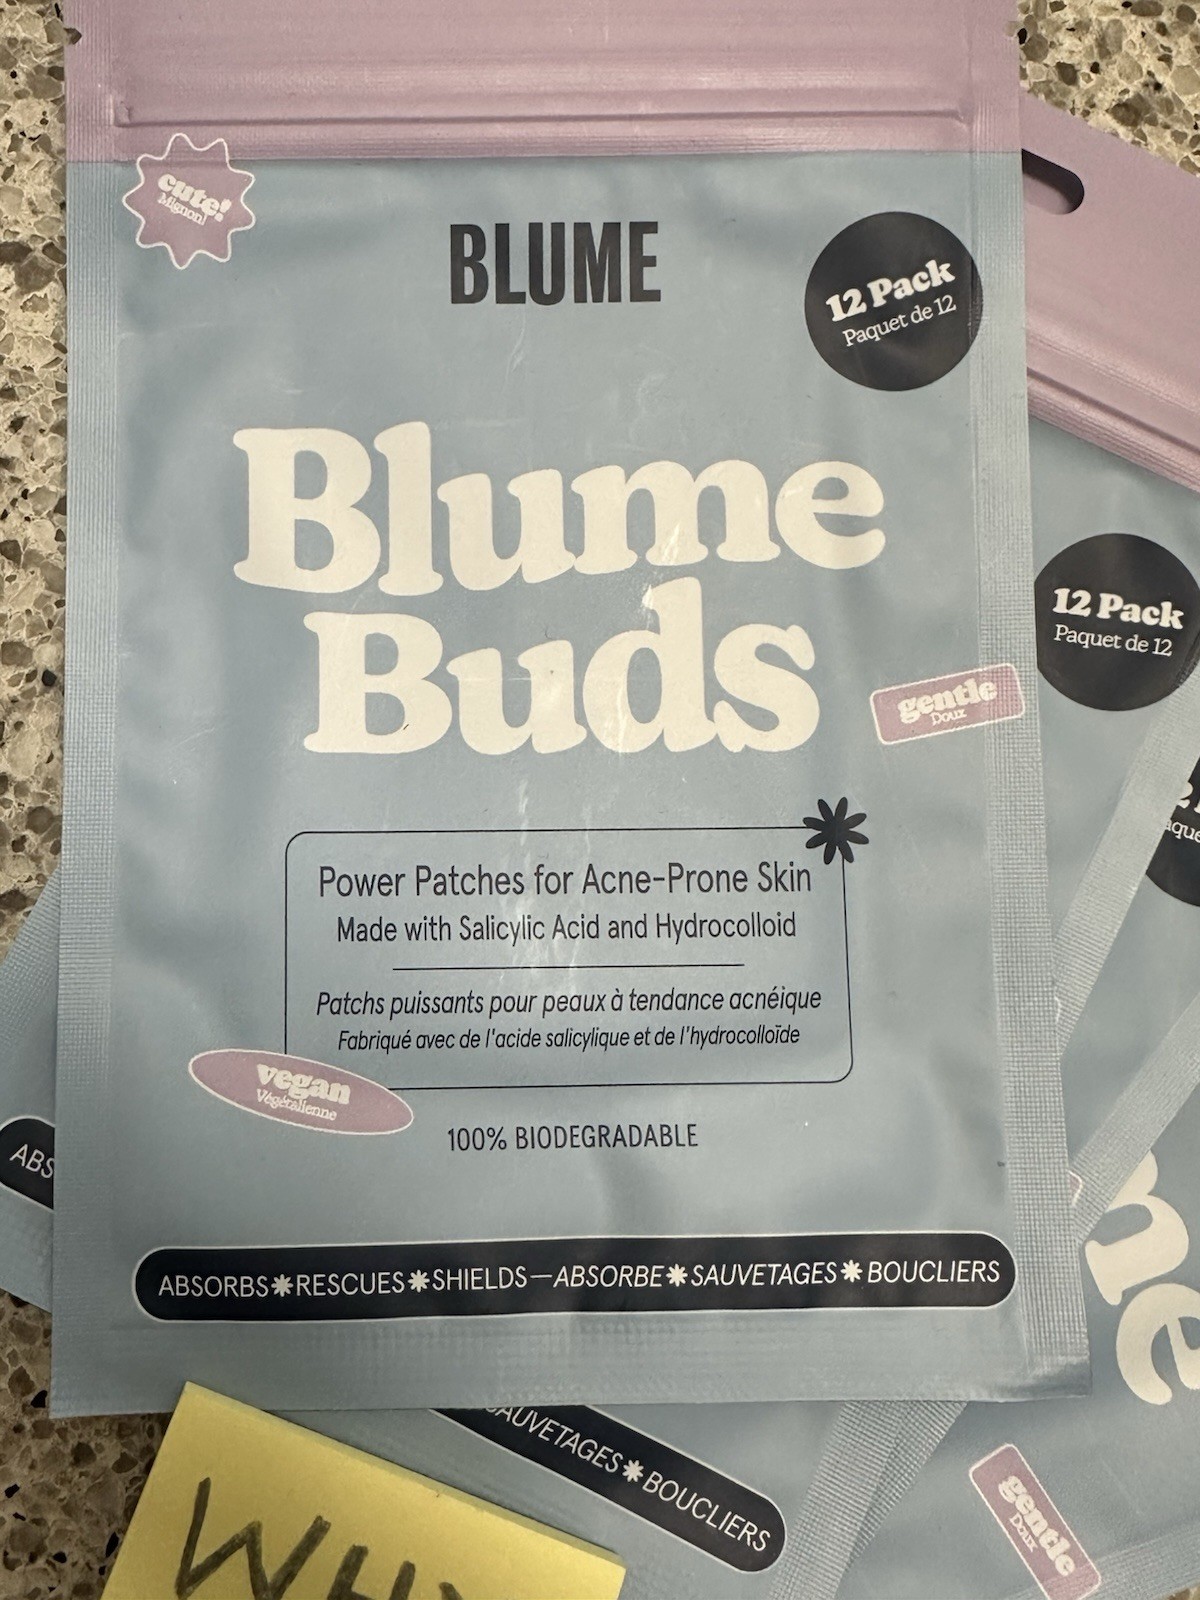 cute!
Mignon!
BLUME
12 Pack
Paquet de 12
Blume
Buds
gentle
Doux
Power Patches for Acne-Prone Skin
Made with Salicylic Acid and Hydrocolloid
Patchs puissants pour peaux à tendance acnéique
Fabriqué avec de l'acide salicylique et de l'hydrocolloïde
vegan
Végétalienne
100% BIODEGRADABLE
ABSORBS✱RESCUES✱SHIELDS—ABSORBE✱SAUVETAGES✱BOUCLIERS
12 Pack
Paquet de 12
ABS
SAUVETAGES✱BOUCLIERS
me
gentle
Doux